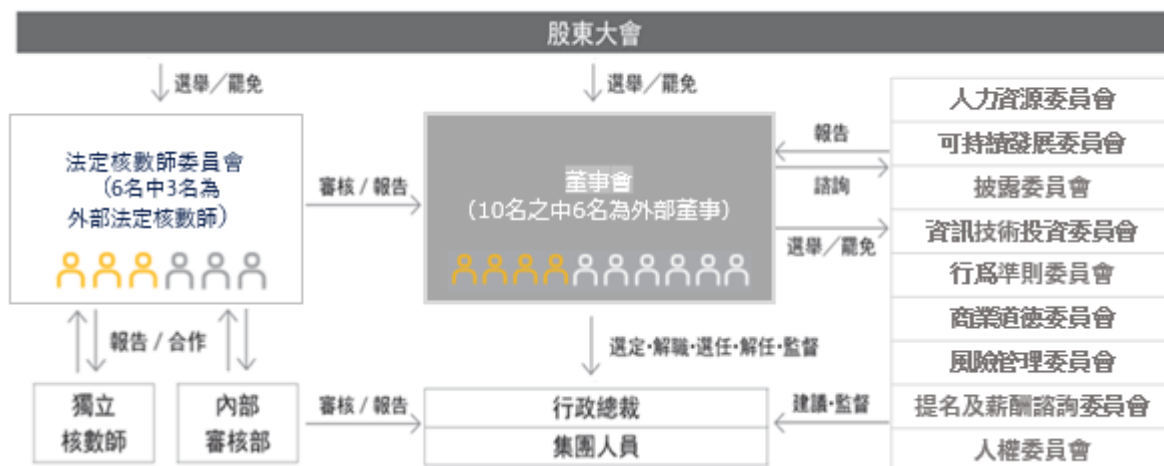 股東大會
選舉／罷免
選舉／罷免
法定核數師委員會
（6名中3名為
外部法定核數師）
審核 / 報告
董事會
（10名之中6名為外部董事）
報告
諮詢
選舉／罷免
人力資源委員會
可持續發展委員會
披露委員會
資訊技術投資委員會
行爲準則委員會
商業道德委員會
風險管理委員會
提名及薪酬諮詢委員會
人權委員會
報告 / 合作
選定·解職·選任·解任·監督
獨立
核數師
內部
審核部
審核 / 報告
行政總裁
集團人員
建議·監督